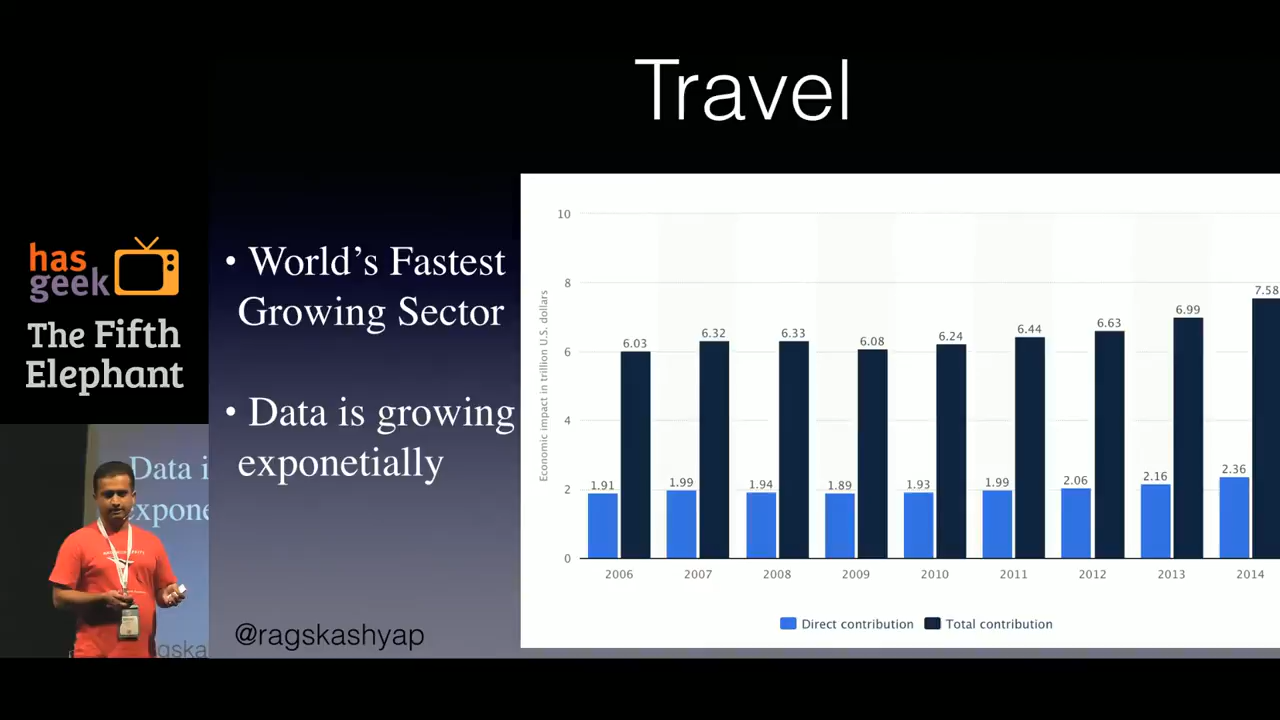 Travel
has
geek
The Fifth
Elephant
• World's Fastest
Growing Sector
• Data is growing
exponetially
@ragskashyap
Economic impact in trillion U.S. dollars
10
8
6
4
2
0
1.91 6.03
1.99 6.32
1.94 6.33
1.89 6.08
1.93 6.24
1.99 6.44
2.06 6.63
2.16 6.99
2.36 7.58
2006 2007 2008 2009 2010 2011 2012 2013 2014
Direct contribution Total contribution
Data i
expone
gska